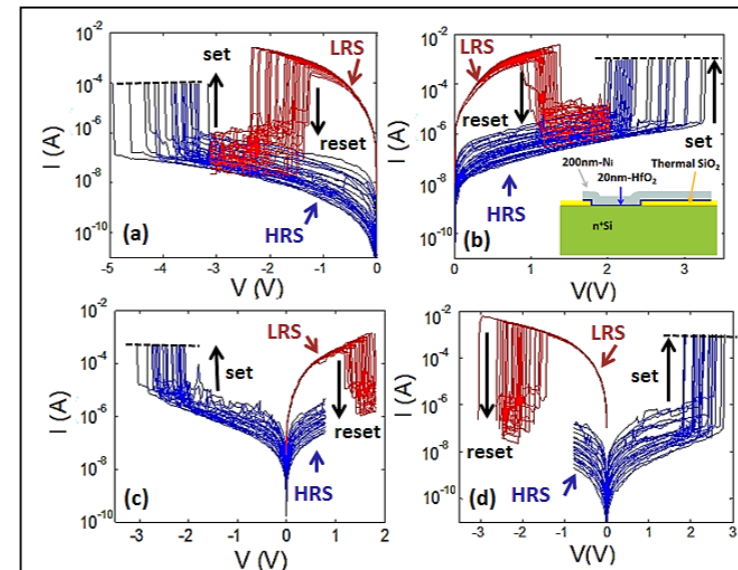 10⁻²
10⁻⁴
10⁻⁶
10⁻⁸
10⁻¹⁰
I (A)
set
LRS
reset
HRS
(a)
-5
-4
-3
-2
-1
0
V (V)
10⁻²
10⁻⁴
10⁻⁶
10⁻⁸
10⁻¹⁰
I (A)
LRS
reset
set
200nm-Ni
20nm-HfO₂
Thermal SiO₂
HRS
n⁺Si
(b)
0
1
2
3
V(V)
10⁻²
10⁻⁴
10⁻⁶
10⁻⁸
10⁻¹⁰
I (A)
LRS
set
reset
HRS
(c)
-3
-2
-1
0
1
2
V (V)
10⁻²
10⁻⁴
10⁻⁶
10⁻⁸
10⁻¹⁰
I (A)
LRS
set
reset
HRS
(d)
-3
-2
-1
0
1
2
3
V(V)